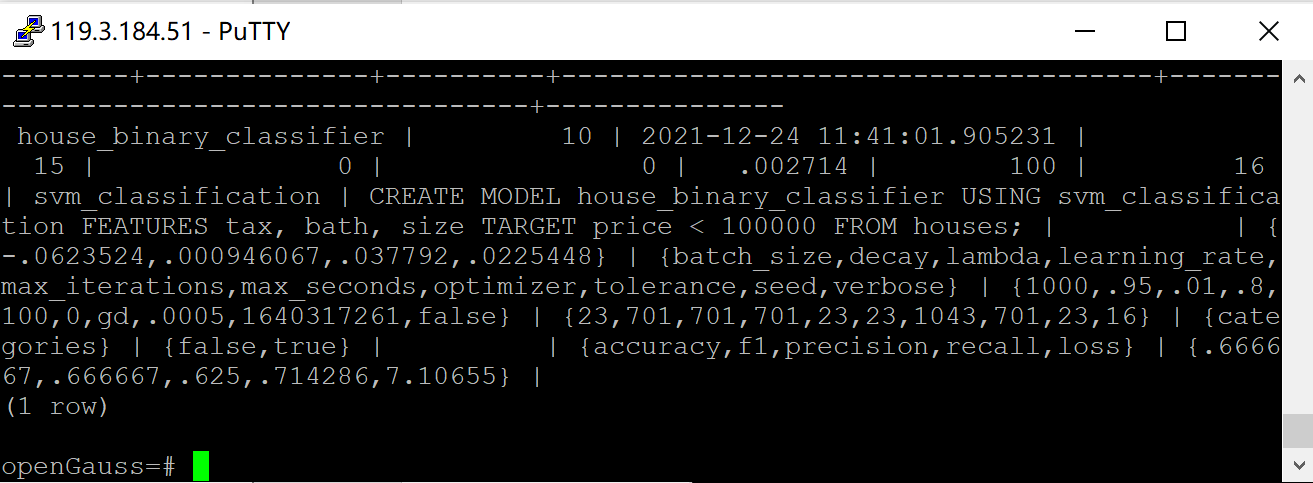 119.3.184.51 - PuTTY
--------+--------------+----------+-------------------------------------+-------
---------------------------------+---------------
 house_binary_classifier |         10 | 2021-12-24 11:41:01.905231 |
  15 |               0 |                0 |   .002714 |        100 |         16
| svm_classification | CREATE MODEL house_binary_classifier USING svm_classifica
tion FEATURES tax, bath, size TARGET price < 100000 FROM houses; |           | {
-.0623524,.000946067,.037792,.0225448} | {batch_size,decay,lambda,learning_rate,
max_iterations,max_seconds,optimizer,tolerance,seed,verbose} | {1000,.95,.01,.8,
100,0,gd,.0005,1640317261,false} | {23,701,701,701,23,23,1043,701,23,16} | {cate
gories} | {false,true} |          | {accuracy,f1,precision,recall,loss} | {.6666
67,.666667,.625,.714286,7.10655} |
(1 row)
openGauss=#